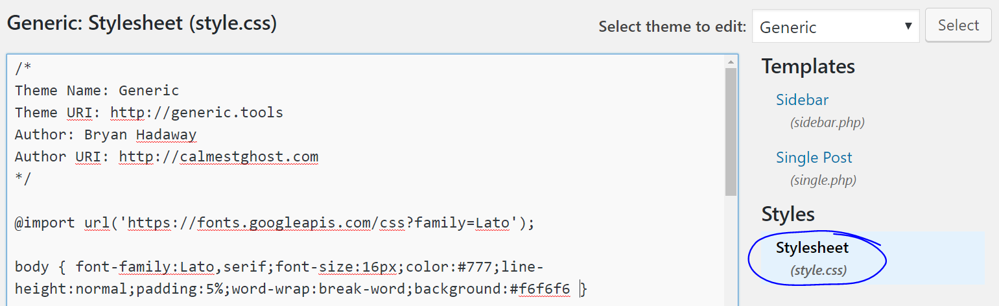 Generic: Stylesheet (style.css)
Select theme to edit:
Generic
Select
/*
Theme Name: Generic
Theme URI: http://generic.tools
Author: Bryan Hadaway
Author URI: http://calmestghost.com
*/
@import url('https://fonts.googleapis.com/css?family=Lato');
body { font-family:Lato,serif;font-size:16px;color:#777;line-
height:normal;padding:5%;word-wrap:break-word;background:#f6f6f6 }
Templates
Sidebar
(sidebar.php)
Single Post
(single.php)
Styles
Stylesheet
(style.css)